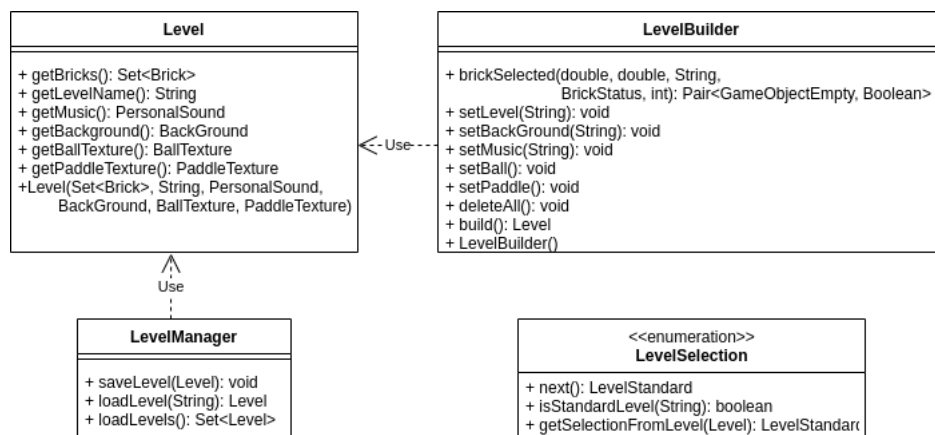 Level
+ getBricks(): Set<Brick>
+ getLevelName(): String
+ getMusic(): PersonalSound
+ getBackground(): BackGround
+ getBallTexture(): BallTexture
+ getPaddleTexture(): PaddleTexture
+Level(Set<Brick>, String, PersonalSound,
BackGround, BallTexture, PaddleTexture)
Use
LevelBuilder
+ brickSelected(double, double, String,
BrickStatus, int): Pair<GameObjectEmpty, Boolean>
+ setLevel(String): void
+ setBackGround(String): void
+ setMusic(String): void
+ setBall(): void
+ setPaddle(): void
+ deleteAll(): void
+ build(): Level
+ LevelBuilder()
Use
LevelManager
+ saveLevel(Level): void
+ loadLevel(String): Level
+ loadLevels(): Set<Level>
<<enumeration>>
LevelSelection
+ next(): LevelStandard
+ isStandardLevel(String): boolean
+ getSelectionFromLevel(Level): LevelStandard